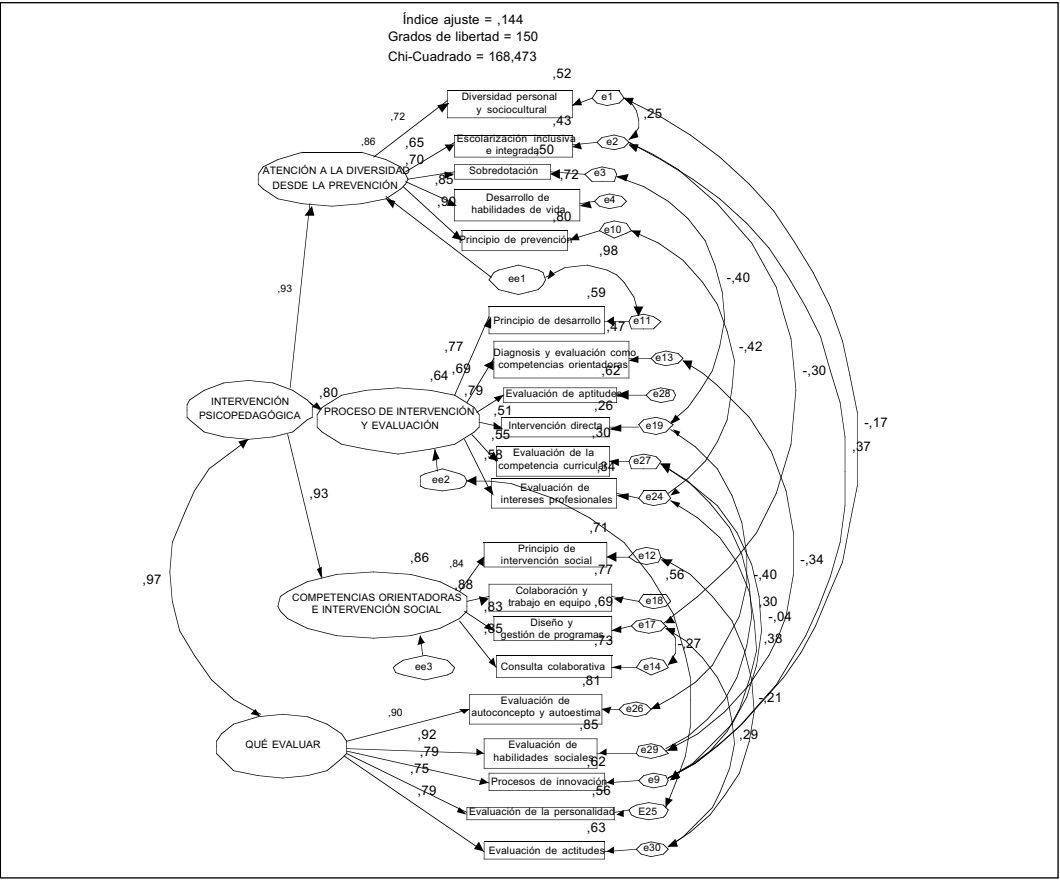 Índice ajuste = ,144
Grados de libertad = 150
Chi-Cuadrado = 168,473
,52
Diversidad personal
y sociocultural
e1
,72
,43
,25
,86
,65
Escolarización inclusiva
e integrada
e2
,50
ATENCIÓN A LA DIVERSIDAD
DESDE LA PREVENCIÓN
,70
Sobredotación
,72
e3
,85
Desarrollo de
habilidades de vida
e4
,90
,80
Principio de prevención
e10
,98
ee1
-,40
,93
,59
Principio de desarrollo
e11
,47
,77
-,42
Diagnosis y evaluación como
competencias orientadoras
e13
,64
,69
,62
-,30
,79
Evaluación de aptitudes
e28
,26
INTERVENCIÓN
PSICOPEDAGÓGICA
,80
PROCESO DE INTERVENCIÓN
Y EVALUACIÓN
,51
Intervención directa
e19
,30
-,17
,55
,37
Evaluación de la
competencia curricular
e27
,58
,34
ee2
Evaluación de
intereses profesionales
e24
,93
,71
Principio de
intervención social
e12
,86
,84
,77
,56
-,34
,97
,88
-,40
COMPETENCIAS ORIENTADORAS
E INTERVENCIÓN SOCIAL
Colaboración y
trabajo en equipo
e18
,69
,30
,83
-,04
Diseño y
gestión de programas
e17
,85
,73
-,27
,38
ee3
Consulta colaborativa
e14
,81
-,21
Evaluación de
autoconcepto y autoestima
e26
,90
,85
,92
,29
QUÉ EVALUAR
Evaluación de
habilidades sociales
e29
,79
,62
,75
Procesos de innovación
e9
,79
,56
Evaluación de la personalidad
E25
,63
Evaluación de actitudes
e30